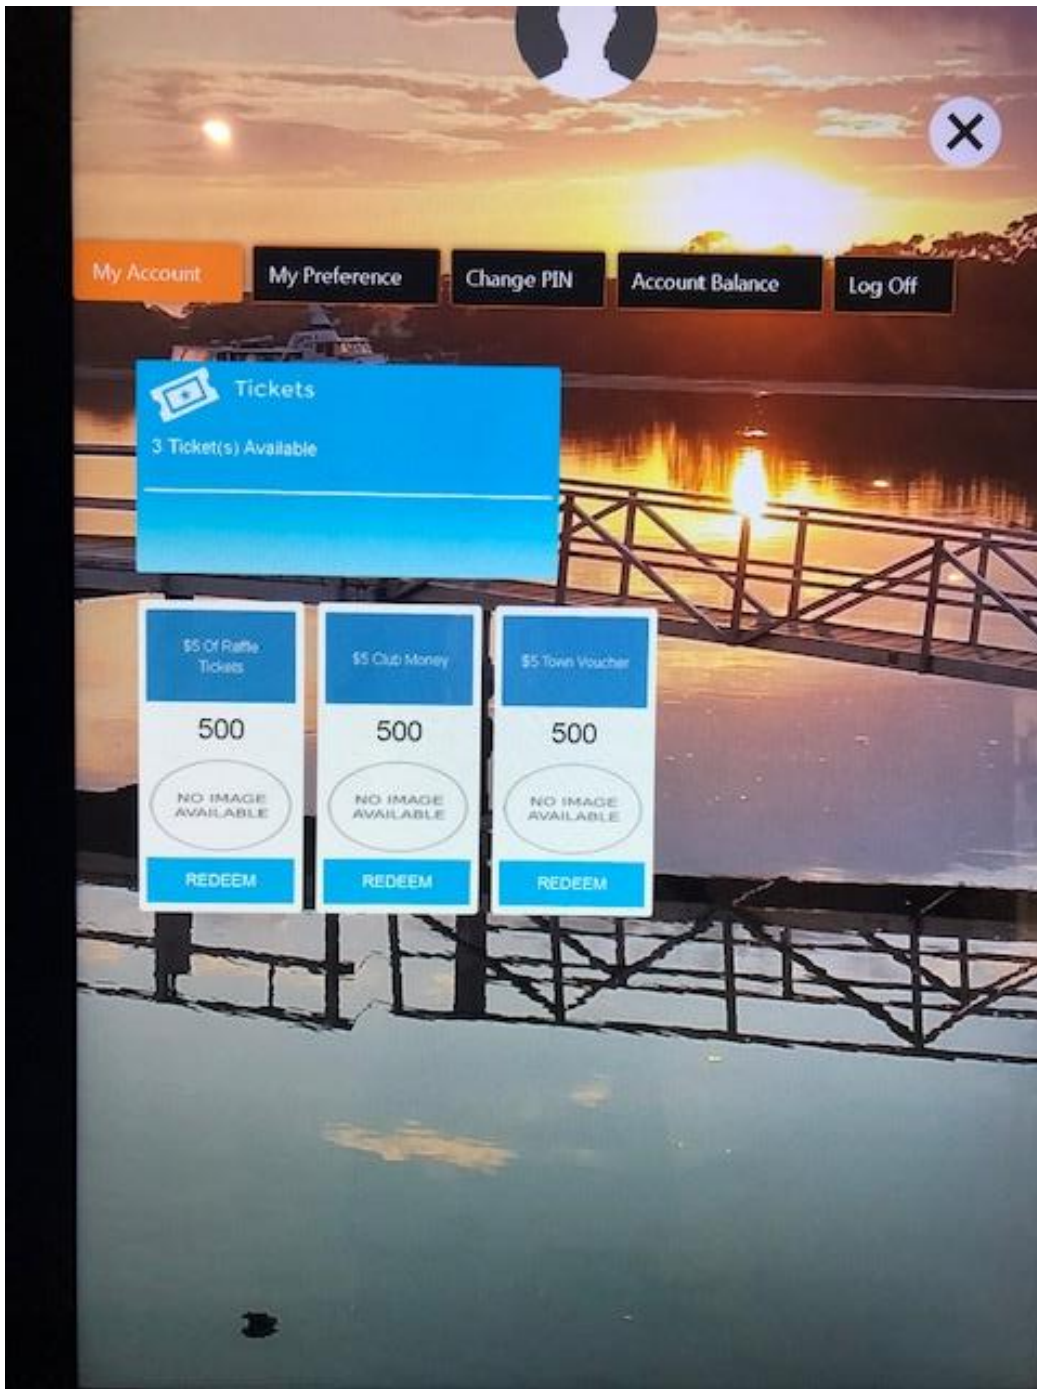 My Account
My Preference
Change PIN
Account Balance
Log Off
Tickets
3 Ticket(s) Available
$5 Of Raffle
Tickets
500
NO IMAGE
AVAILABLE
REDEEM
$5 Club Money
500
NO IMAGE
AVAILABLE
REDEEM
$5 Town Voucher
500
NO IMAGE
AVAILABLE
REDEEM